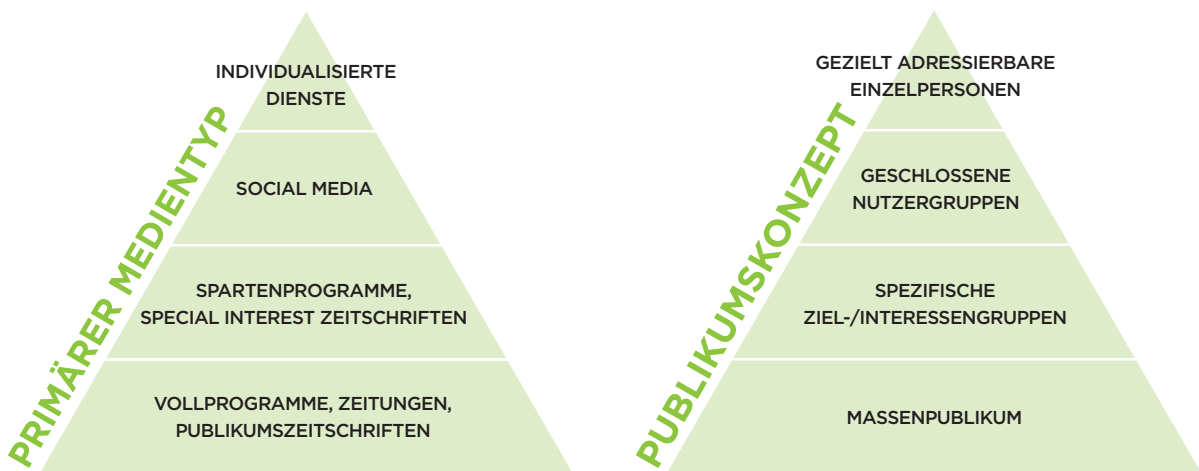 PRIMÄRER MEDIENTYP
INDIVIDUALISIERTE
DIENSTE
SOCIAL MEDIA
SPARTENPROGRAMME,
SPECIAL INTEREST ZEITSCHRIFTEN
VOLLPROGRAMME, ZEITUNGEN,
PUBLIKUMSZEITSCHRIFTEN
PUBLIKUMSKONZEPT
GEZIELT ADRESSIERBARE
EINZELPERSONEN
GESCHLOSSENE
NUTZERGRUPPEN
SPEZIFISCHE
ZIEL-/INTERESSENGRUPPEN
MASSENPUBLIKUM